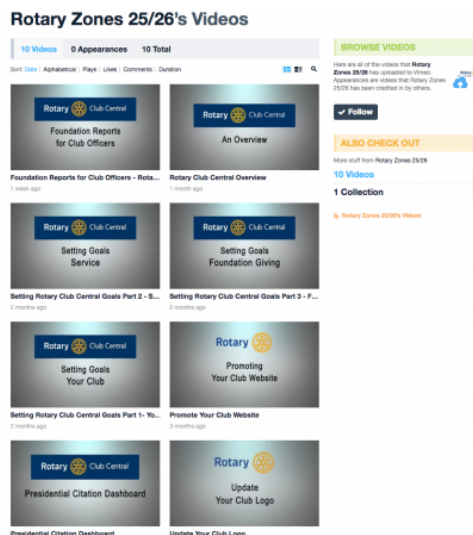 Rotary Zones 25/26's Videos
10 Videos 0 Appearances 10 Total
Sort: Date | Alphabetical | Plays | Likes | Comments | Duration
Rotary Club Central
Foundation Reports
for Club Officers
Foundation Reports for Club Officers - Rota...
1 week ago
Rotary Club Central
An Overview
Rotary Club Central Overview
1 month ago
Rotary Club Central
Setting Goals
Service
Setting Rotary Club Central Goals Part 2 - S...
2 months ago
Rotary Club Central
Setting Goals
Foundation Giving
Setting Rotary Club Central Goals Part 3 - F...
2 months ago
Rotary Club Central
Setting Goals
Your Club
Setting Rotary Club Central Goals Part 1- Yo...
2 months ago
Rotary
Promoting
Your Club Website
Promote Your Club Website
3 months ago
Rotary Club Central
Presidential Citation Dashboard
Presidential Citation Dashboard
Rotary
Update
Your Club Logo
Update Your Club Logo
BROWSE VIDEOS
Here are all of the videos that Rotary
Zones 25/26 has uploaded to Vimeo.
Appearances are videos that Rotary Zones
25/26 has been credited in by others.
Rotary
Follow
ALSO CHECK OUT
More stuff from Rotary Zones 25/26
10 Videos
1 Collection
Rotary Zones 25/26's Videos